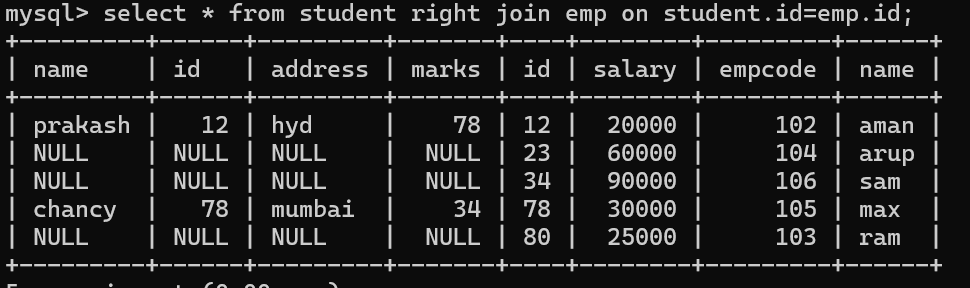 mysql> select * from student right join emp on student.id=emp.id;
+---------+------+---------+-------+----+--------+---------+------+
| name    | id   | address | marks | id | salary | empcode | name |
+---------+------+---------+-------+----+--------+---------+------+
| prakash |   12 | hyd     |    78 | 12 |  20000 |     102 | aman |
| NULL    | NULL | NULL    |  NULL | 23 |  60000 |     104 | arup |
| NULL    | NULL | NULL    |  NULL | 34 |  90000 |     106 | sam  |
| chancy  |   78 | mumbai  |    34 | 78 |  30000 |     105 | max  |
| NULL    | NULL | NULL    |  NULL | 80 |  25000 |     103 | ram  |
+---------+------+---------+-------+----+--------+---------+------+